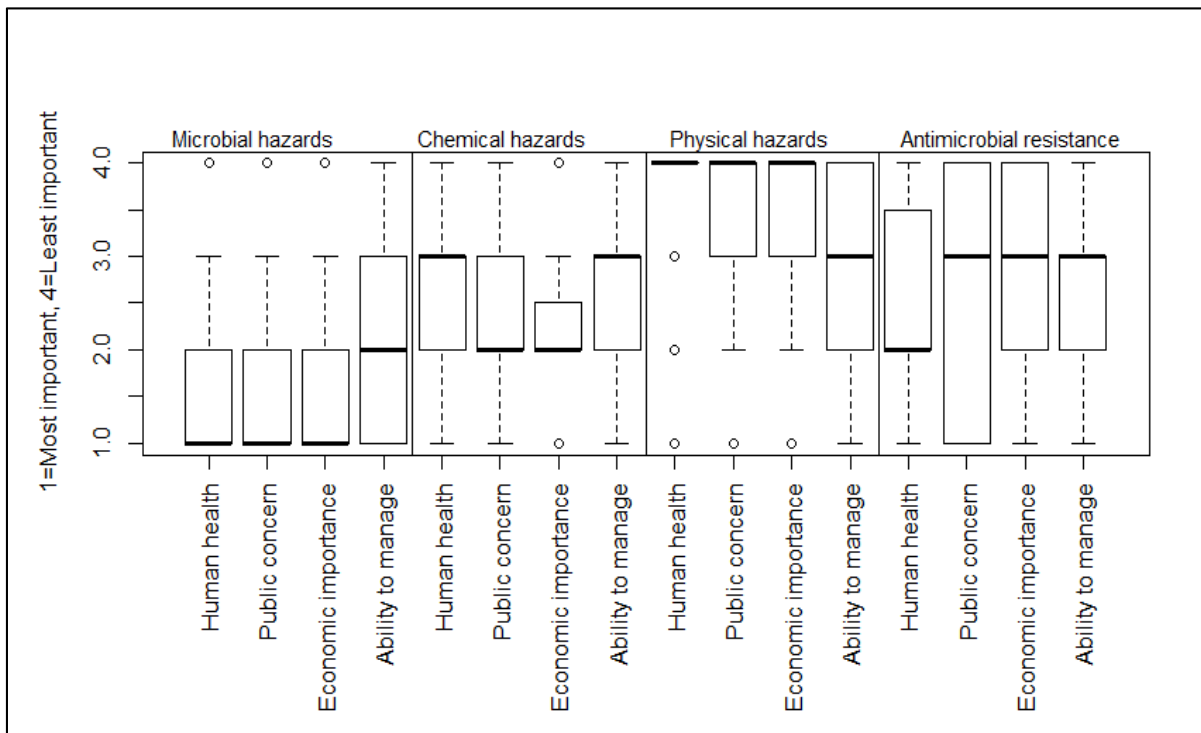 Microbial hazards
Chemical hazards
Physical hazards
Antimicrobial resistance
1=Most important, 4=Least important
4.0
3.0
2.0
1.0
Human health
Public concern
Economic importance
Ability to manage
Human health
Public concern
Economic importance
Ability to manage
Human health
Public concern
Economic importance
Ability to manage
Human health
Public concern
Economic importance
Ability to manage